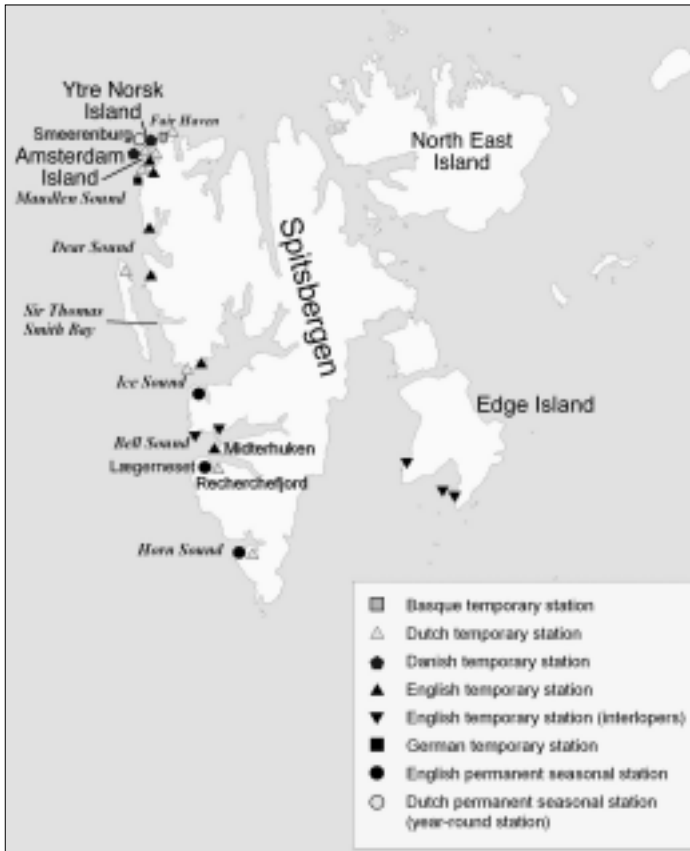 Ytre Norsk
Island
Fair Haven
Smeerenburg
Amsterdam
Island
Maudlen Sound
North East
Island
Spitsbergen
Dear Sound
Sir Thomas
Smith Bay
Ice Sound
Edge Island
Bell Sound
Midterhuken
Lægerneset
Recherchefjord
Horn Sound
Basque temporary station
Dutch temporary station
Danish temporary station
English temporary station
English temporary station (interlopers)
German temporary station
English permanent seasonal station
Dutch permanent seasonal station
(year-round station)